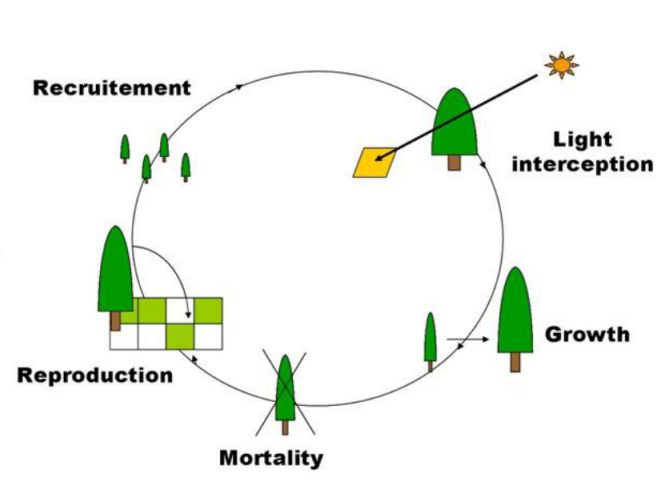 Recruitement
Light
interception
Growth
Reproduction
Mortality